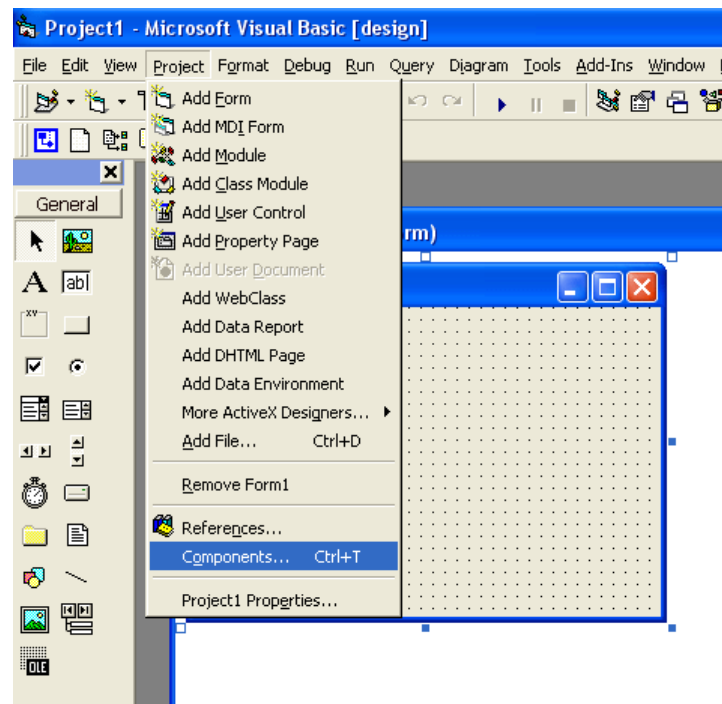 Project1 - Microsoft Visual Basic [design]
File Edit View Project Format Debug Run Query Diagram Tools Add-Ins Window
Add Form
Add MDI Form
Add Module
Add Class Module
General
Add User Control
rm)
Add Property Page
Add User Document
A ab|
Add WebClass
xv
Add Data Report
Add DHTML Page
Add Data Environment
More ActiveX Designers...
Add File... Ctrl+D
Remove Form1
References...
Components... Ctrl+T
Project1 Properties...
OLE